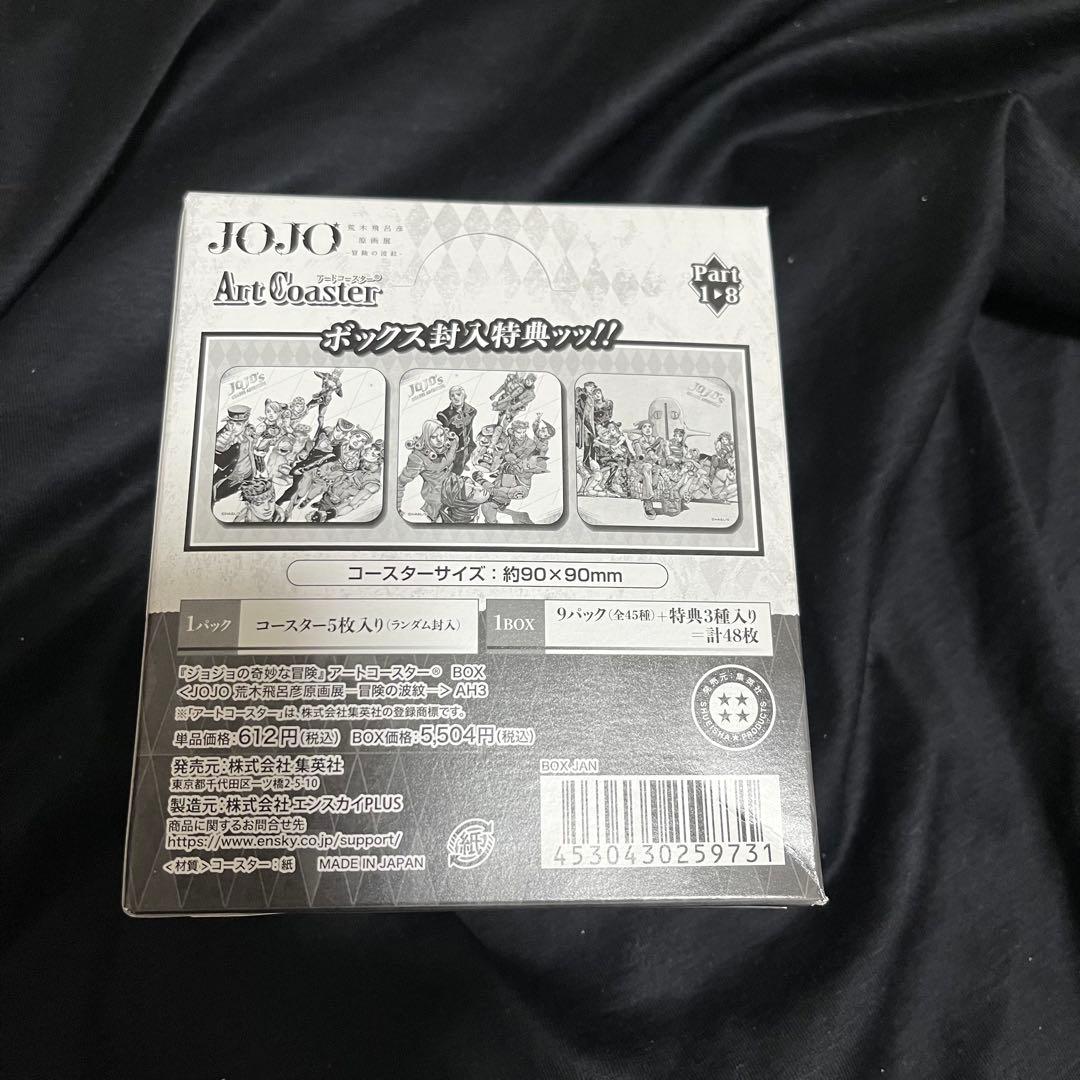 JOJO
荒木飛呂彦
原画展
-冒険の波紋-
アートコースター®
Art Coaster
Part
1▶8
ボックス封入特典ッッ!!
JOJO's
JOJO's
JOJO's
コースターサイズ：約90×90mm
1パック コースター5枚入り（ランダム封入）
1BOX 9パック（全45種）+特典3種入り
=計48枚
『ジョジョの奇妙な冒険』アートコースター® BOX
<JOJO 荒木飛呂彦原画展―冒険の波紋―> AH3
※「アートコースター」は、株式会社集英社の登録商標です。
単品価格：612円（税込） BOX価格：5,504円（税込）
発売元：株式会社 集英社
東京都千代田区一ツ橋2-5-10
製造元：株式会社 エンスカイPLUS
商品に関するお問合せ先
https://www.ensky.co.jp/support/
<材質>コースター：紙 MADE IN JAPAN
紙
発売元：集英社
SHUEISHA★PRODUCTS
BOX JAN
4530430259731